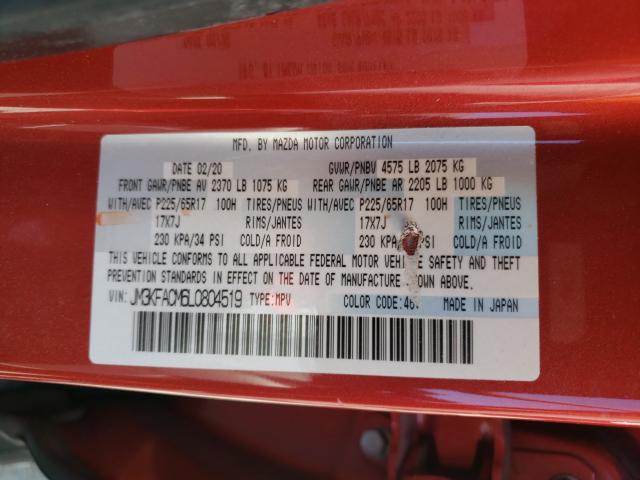 MFD. BY MAZDA MOTOR CORPORATION
DATE 02/20 GVWR/PNBV 4575 LB 2075 KG
FRONT GAWR/PNBE AV 2370 LB 1075 KG REAR GAWR/PNBE AR 2205 LB 1000 KG
WITH/AVEC P225/65R17 100H TIRES/PNEUS WITH/AVEC P225/65R17 100H TIRES/PNEUS
17X7J RIMS/JANTES 17X7J RIMS/JANTES
230 KPA/34 PSI COLD/A FROID 230 KPA/ PSI COLD/A FROID
THIS VEHICLE CONFORMS TO ALL APPLICABLE FEDERAL MOTOR VEHICLE SAFETY AND THEFT
PREVENTION STANDARDS IN EFFECT ON THE DATE OF MANUFACTURE SHOWN ABOVE.
VIN: JM3KFACM6L0804519 TYPE:MPV COLOR CODE: MADE IN JAPAN